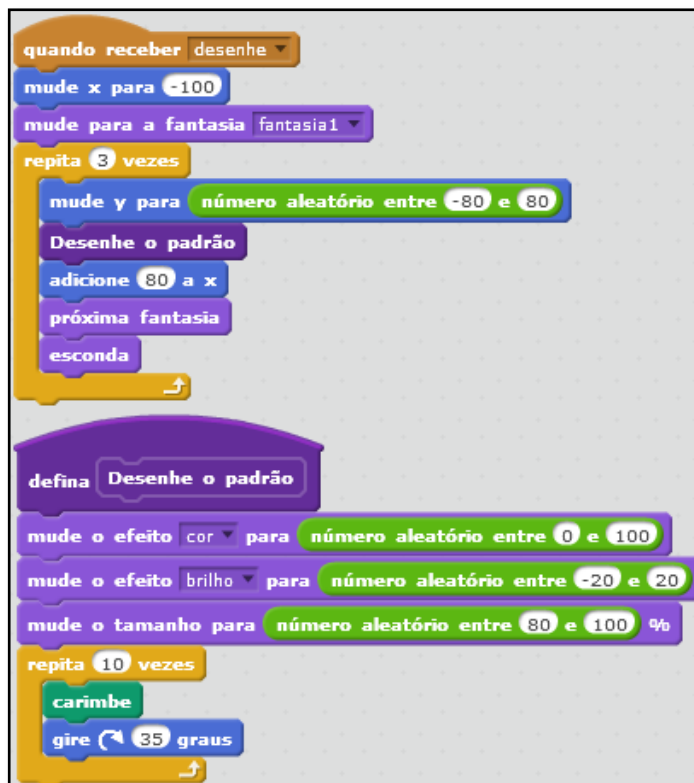 quando receber desenhe
mude x para -100
mude para a fantasia fantasia1
repita 3 vezes
mude y para número aleatório entre -80 e 80
Desenhe o padrão
adicione 80 a x
próxima fantasia
esconda
defina Desenhe o padrão
mude o efeito cor para número aleatório entre 0 e 100
mude o efeito brilho para número aleatório entre -20 e 20
mude o tamanho para número aleatório entre 80 e 100 %
repita 10 vezes
carimbe
gire 35 graus